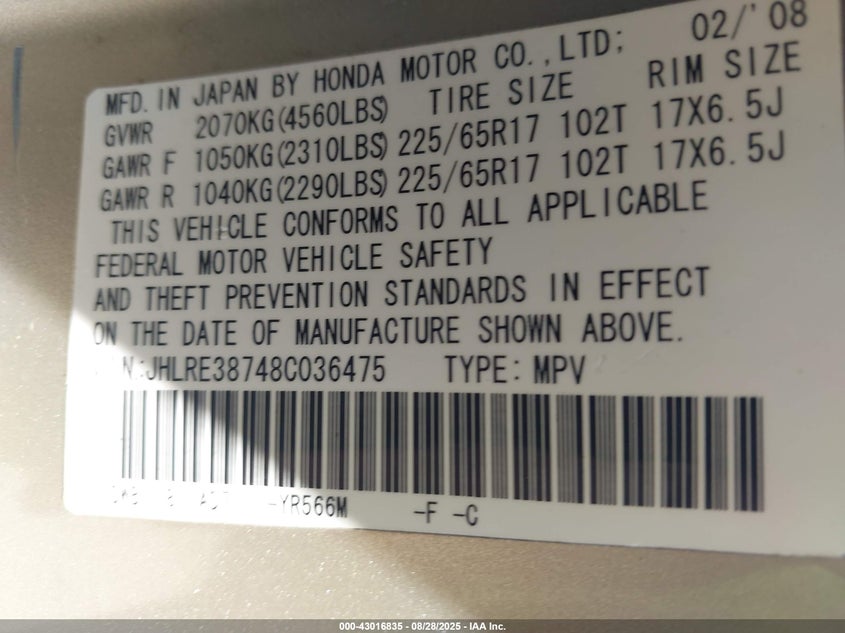 02/'08
MFD. IN JAPAN BY HONDA MOTOR CO., LTD;
GVWR 2070KG(4560LBS) TIRE SIZE RIM SIZE
GAWR F 1050KG(2310LBS) 225/65R17 102T 17X6.5J
GAWR R 1040KG(2290LBS) 225/65R17 102T 17X6.5J
THIS VEHICLE CONFORMS TO ALL APPLICABLE
FEDERAL MOTOR VEHICLE SAFETY
AND THEFT PREVENTION STANDARDS IN EFFECT
ON THE DATE OF MANUFACTURE SHOWN ABOVE.
JHLRE38748C036475 TYPE: MPV
-YR566M -F -C
000-43016835 - 08/28/2025 - IAA Inc.